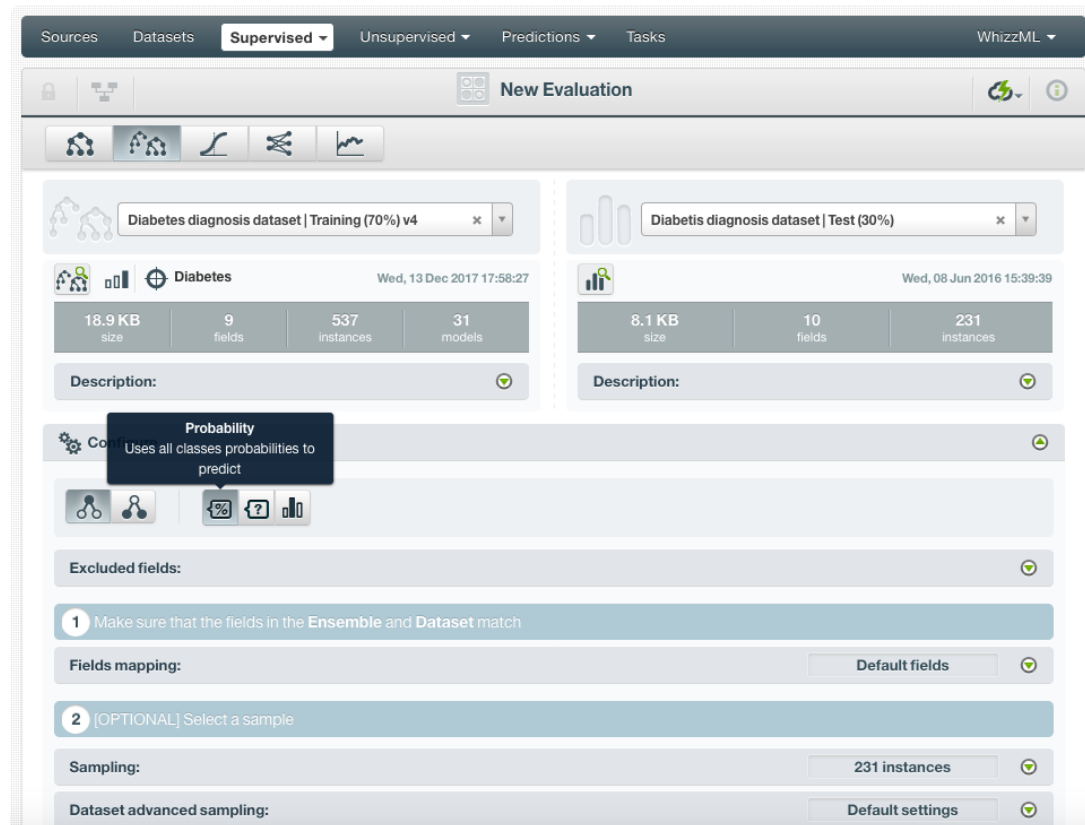 Sources Datasets Supervised Unsupervised Predictions Tasks WhizzML
New Evaluation
Diabetes diagnosis dataset | Training (70%) v4
Diabetis diagnosis dataset | Test (30%)
Diabetes Wed, 13 Dec 2017 17:58:27
Wed, 08 Jun 2016 15:39:39
18.9 KB 9 537 31
size fields instances models
8.1 KB 10 231
size fields instances
Description:
Description:
Probability
Uses all classes probabilities to
predict
% ?
Excluded fields:
1 Make sure that the fields in the Ensemble and Dataset match
Fields mapping: Default fields
2 [OPTIONAL] Select a sample
Sampling: 231 instances
Dataset advanced sampling: Default settings